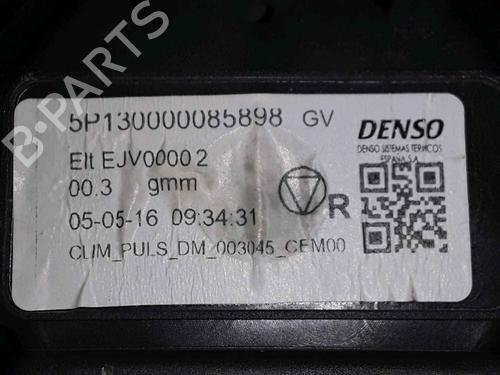 5P130000085898 GV
DENSO
DENSO SISTEMAS TERMICOS
ESPAÑA S.A
Elt EJV0000 2
00.3 gmm
R
05-05-16 09:34:31
CLIM_PULS_DM_003045_CEM00
B-PARTS